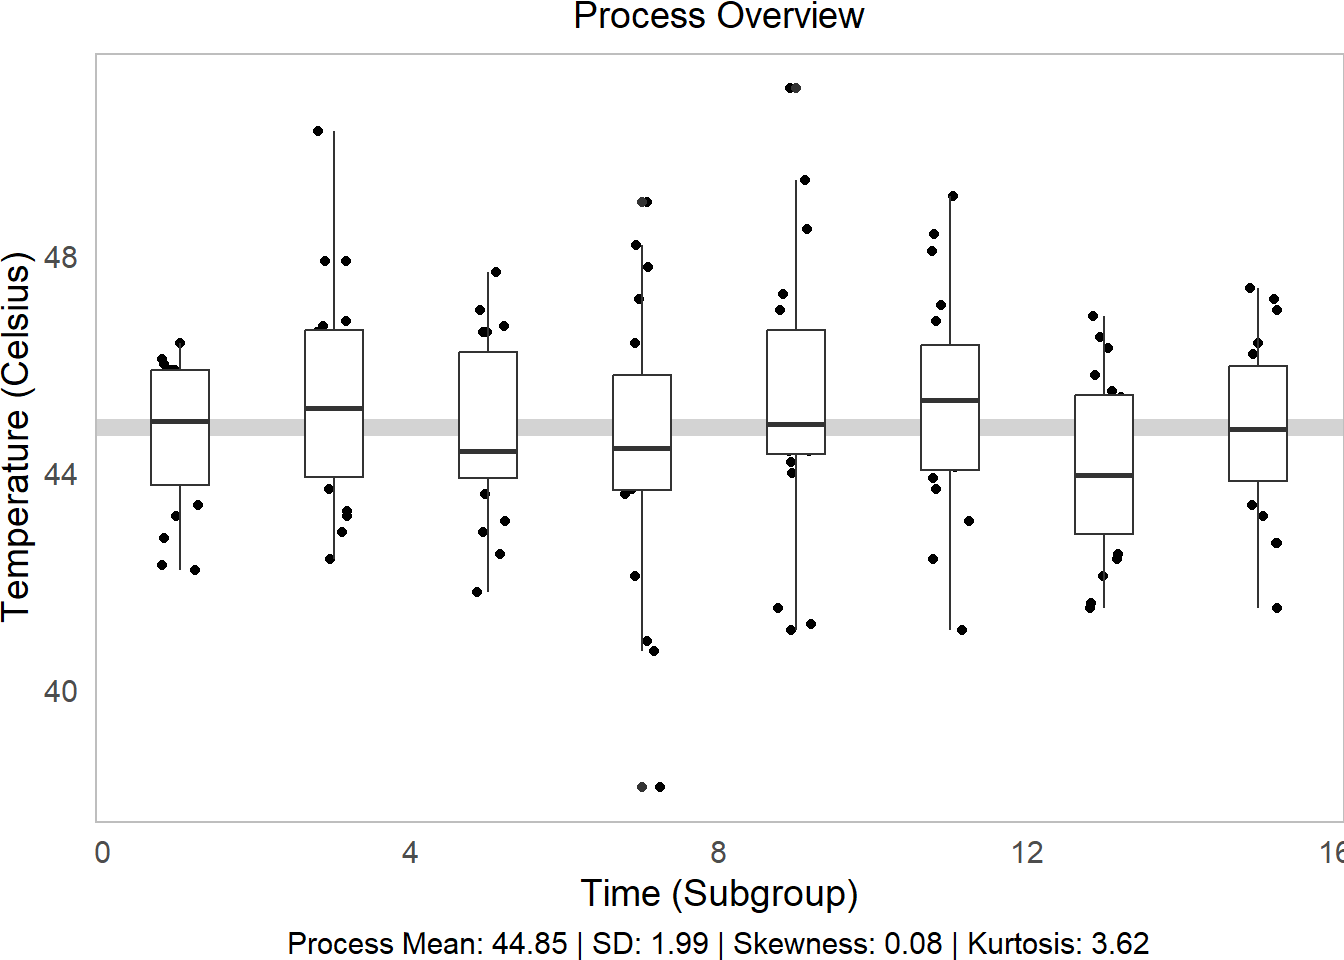 Process Overview
Temperature (Celsius)
48
44
40
0 4 8 12 16
Time (Subgroup)
Process Mean: 44.85 | SD: 1.99 | Skewness: 0.08 | Kurtosis: 3.62